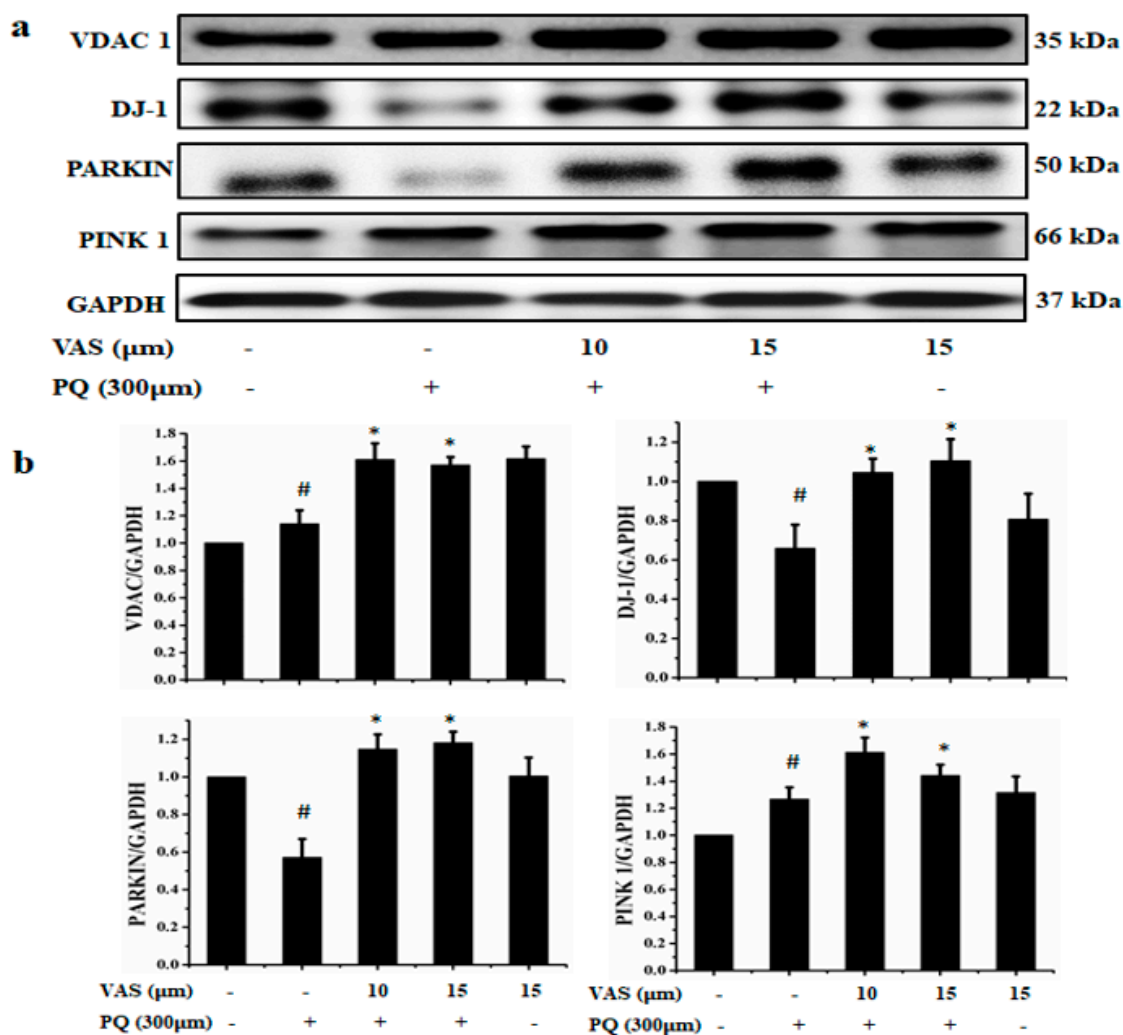 a
VDAC 1 35 kDa
DJ-1 22 kDa
PARKIN 50 kDa
PINK 1 66 kDa
GAPDH 37 kDa
VAS (μm) - - 10 15 15
PQ (300μm) - + + + -
b
VDAC/GAPDH
1.8
1.6
1.4
1.2
1.0
0.8
0.6
0.4
0.2
0.0
# * *
DJ-1/GAPDH
1.2
1.0
0.8
0.6
0.4
0.2
0.0
# * *
PARKIN/GAPDH
1.2
1.0
0.8
0.6
0.4
0.2
0.0
# * *
PINK 1/GAPDH
1.8
1.6
1.4
1.2
1.0
0.8
0.6
0.4
0.2
0.0
# * *
VAS (μm) - - 10 15 15
PQ (300μm) - + + + -
VAS (μm) - - 10 15 15
PQ (300μm) - + + + -